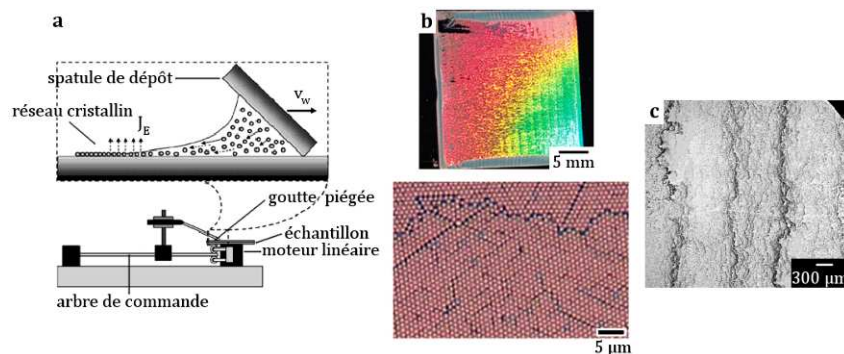 a
spatule de dépôt
v_w
réseau cristallin
J_E
goutte piégée
échantillon
moteur linéaire
arbre de commande
b
5 mm
5 μm
c
300 μm